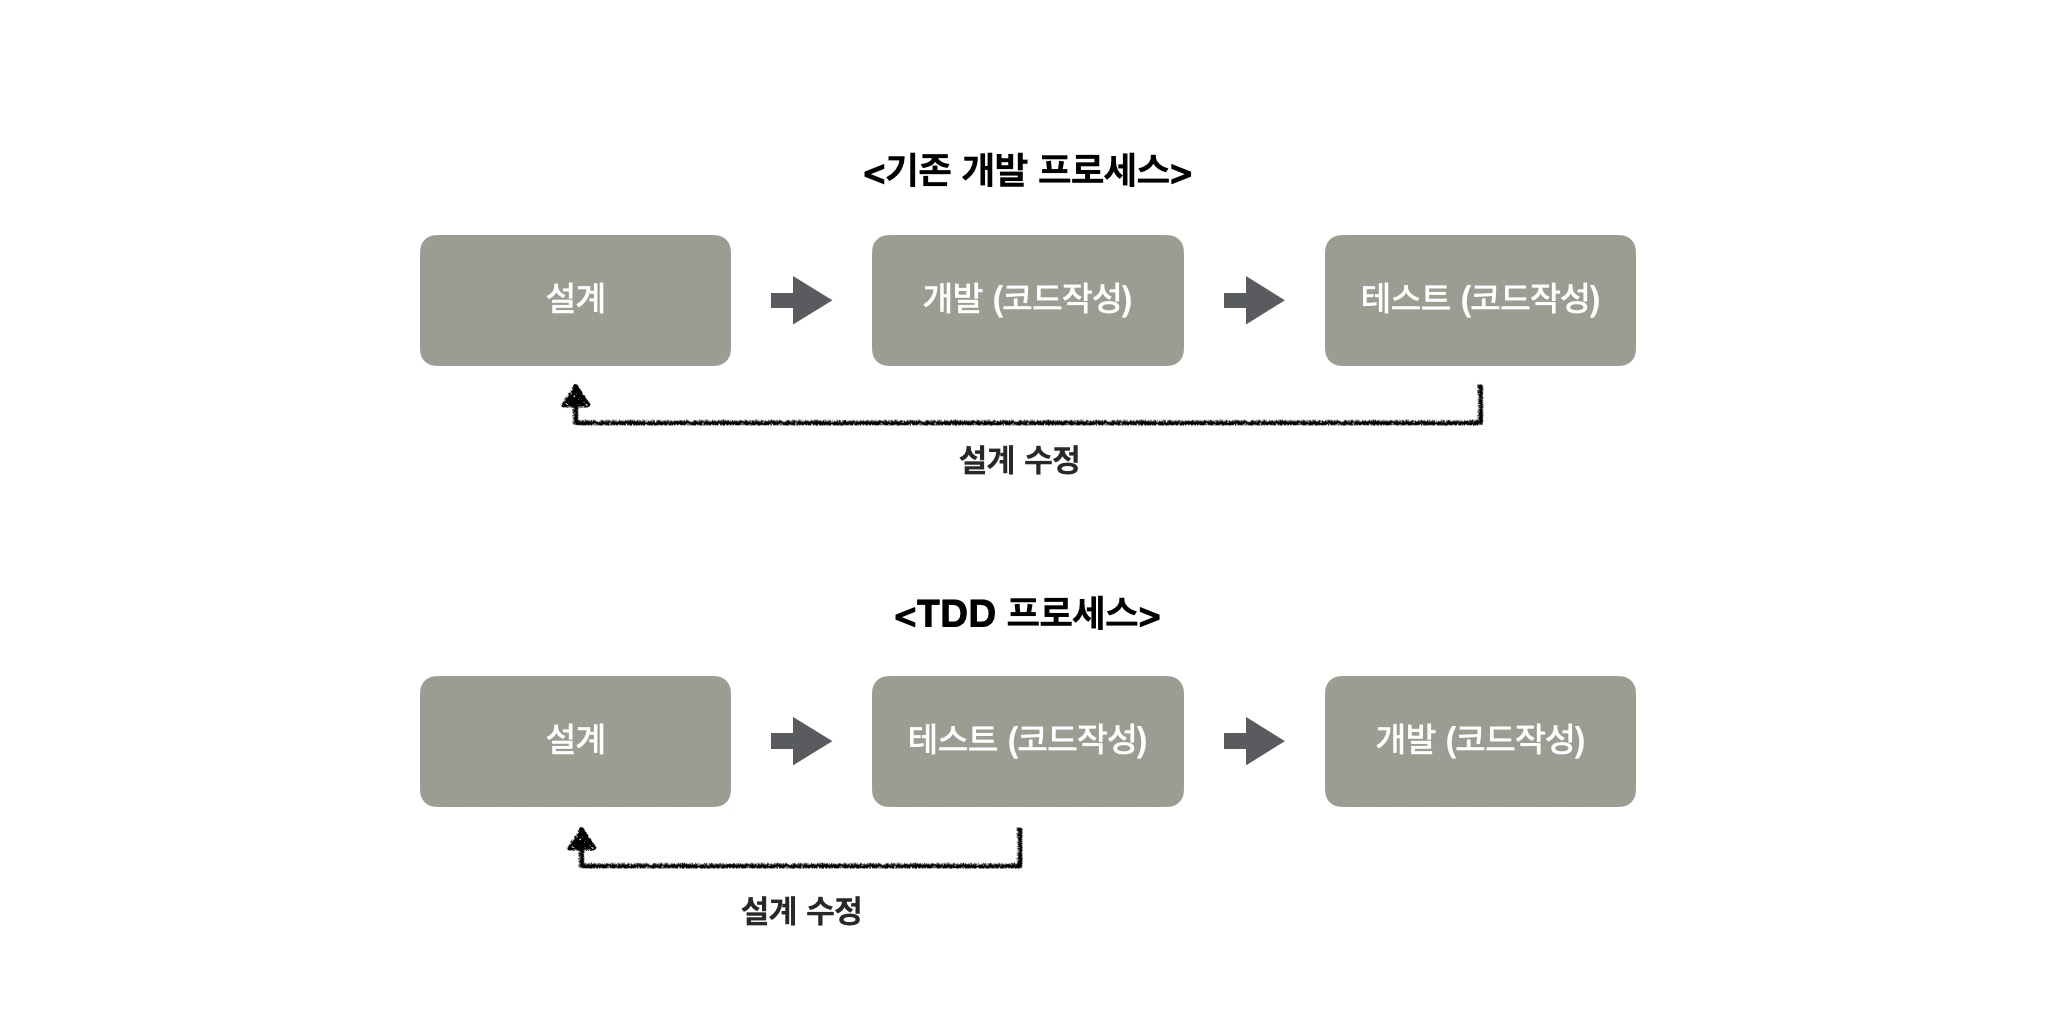 <기존 개발 프로세스>
설계
개발 (코드작성)
테스트 (코드작성)
설계 수정
<TDD 프로세스>
설계
테스트 (코드작성)
개발 (코드작성)
설계 수정